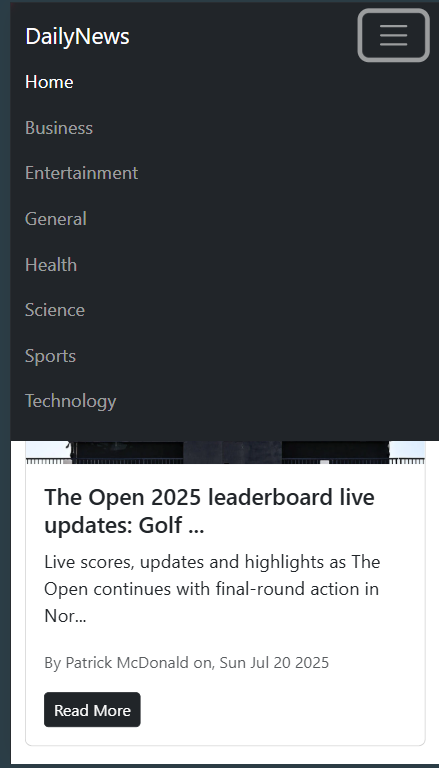 DailyNews
Home
Business
Entertainment
General
Health
Science
Sports
Technology
The Open 2025 leaderboard live
updates: Golf ...
Live scores, updates and highlights as The
Open continues with final-round action in
Nor...
By Patrick McDonald on, Sun Jul 20 2025
Read More